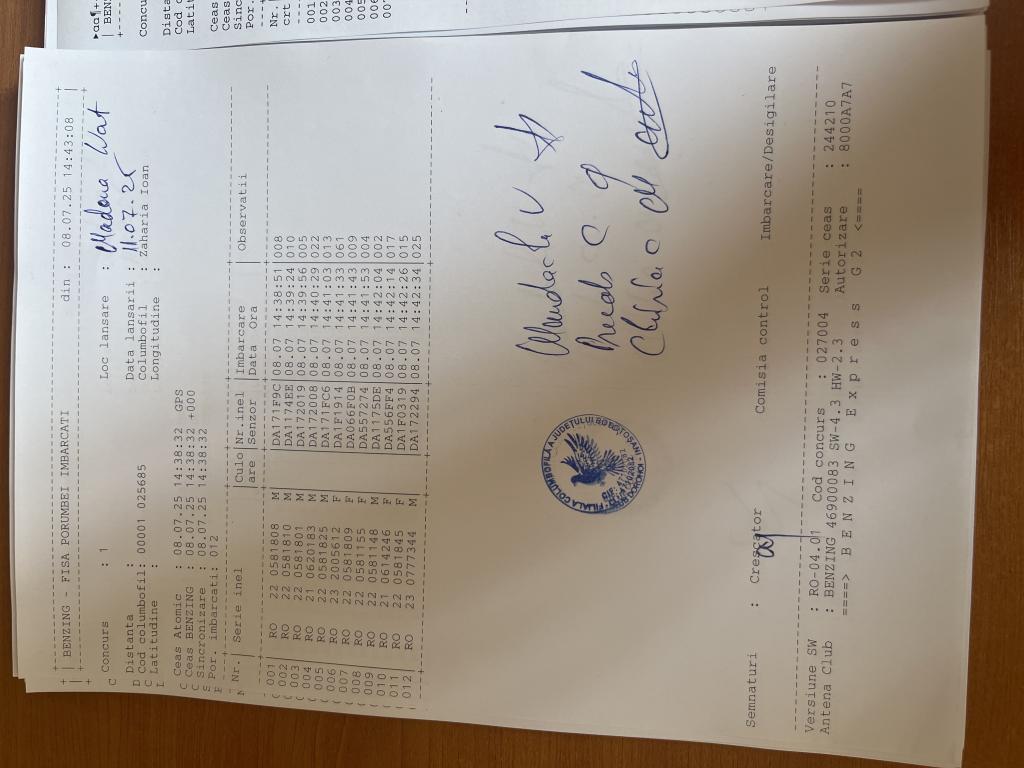 | BENZING - FISA PORUMBEI IMBARCATI din : 08.07.25 14:43:08 |
Concurs : 1 Loc lansare :
Distanta : Data lansarii : 11.07.25
Cod columbofil: 00001 025685 Columbofil : Zaharia Ioan
Latitudine : Longitudine :
Ceas Atomic : 08.07.25 14:38:32 GPS
Ceas BENZING : 08.07.25 14:38:32 +000
Sincronizare : 08.07.25 14:38:32
Por. imbarcati: 012
Nr. | Serie inel |Culo|Nr.inel |Imbarcare | Observatii
|are |Senzor |Data Ora |
001 RO 22 0581808 M DA171F9C 08.07 14:38:51 008
002 RO 22 0581810 M DA1174EE 08.07 14:39:24 010
003 RO 22 0581801 M DA172019 08.07 14:39:56 005
004 RO 21 0620183 M DA172008 08.07 14:40:29 022
005 RO 22 0581825 M DA171FC6 08.07 14:41:03 013
006 RO 23 2005612 F DA1F1914 08.07 14:41:33 061
007 RO 22 0581809 F DA066F0B 08.07 14:41:43 009
008 RO 22 0581155 F DA557274 08.07 14:41:53 004
009 RO 22 0581148 M DA1175DE 08.07 14:42:04 002
010 RO 21 0614246 F DA556FF4 08.07 14:42:14 017
011 RO 22 0581845 F DA1F0319 08.07 14:42:26 015
012 RO 23 0777344 M DA172294 08.07 14:42:34 025
FILIALA COLUMBOFILA A JUDETULUI BOTOSANI
Semnaturi : Crescator Comisia control Imbarcare/Desigilare
Versiune SW : RO-04.01 Cod concurs : 027004 Serie ceas : 244210
Antena Club : BENZING 46900083 SW-4.3 HW-2.3 Autorizare : 8000A7A7
====> B E N Z I N G E x p r e s s G 2 <====